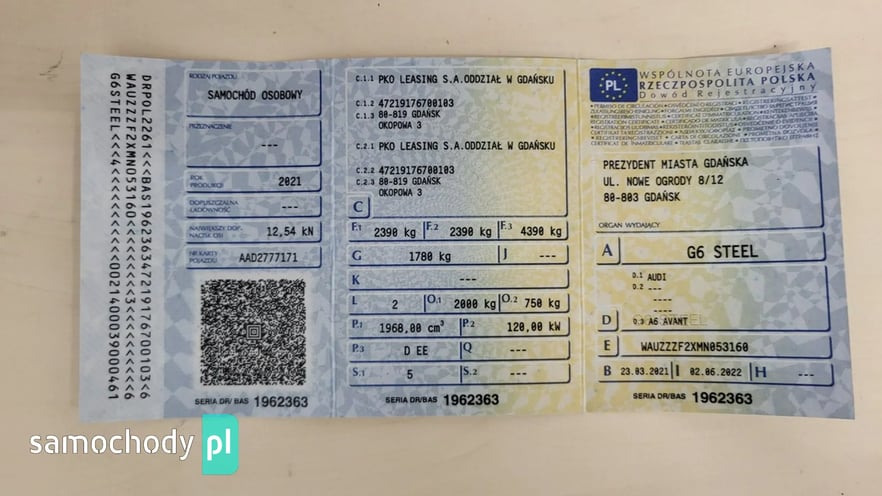 DRPOL2261<<<BAS1962363472191767001O3<6
WAUZZZF2XMN053160<<<<<<<<3<<<<<<<<6
G6STEEL<<4<<<<<<<<<<<0021400039000461
RODZAJ POJAZDU
SAMOCHÓD OSOBOWY
PRZEZNACZENIE
---
ROK PRODUKCJI 2021
DOPUSZCZALNA ŁADOWNOŚĆ ---
NAJWIĘKSZY DOP. NACISK OSI 12,54 kN
NR KARTY POJAZDU AAD2777171
SERIA DR/BAS 1962363
C.1.1 PKO LEASING S.A.ODDZIAŁ W GDAŃSKU
C.1.2 47219176700103
C.1.3 80-819 GDAŃSK
OKOPOWA 3
C.2.1 PKO LEASING S.A.ODDZIAŁ W GDAŃSKU
C.2.2 47219176700103
C.2.3 80-819 GDAŃSK
OKOPOWA 3
C
F.1 2390 kg F.2 2390 kg F.3 4390 kg
G 1780 kg J ---
K ---
L 2 O.1 2000 kg O.2 750 kg
P.1 1968,00 cm³ P.2 120,00 kW
P.3 D EE Q ---
S.1 5 S.2 ---
SERIA DR/BAS 1962363
PL
WSPÓLNOTA EUROPEJSKA
RZECZPOSPOLITA POLSKA
Dowód Rejestracyjny
PREZYDENT MIASTA GDAŃSKA
UL. NOWE OGRODY 8/12
80-803 GDAŃSK
ORGAN WYDAJĄCY
A G6 STEEL
D.1 AUDI
D.2 ---
----
----
D D.3 A6 AVANT
E WAUZZZF2XMN053160
B 23.03.2021 I 02.06.2022 H ---
SERIA DR/BAS 1962363
samochody pl